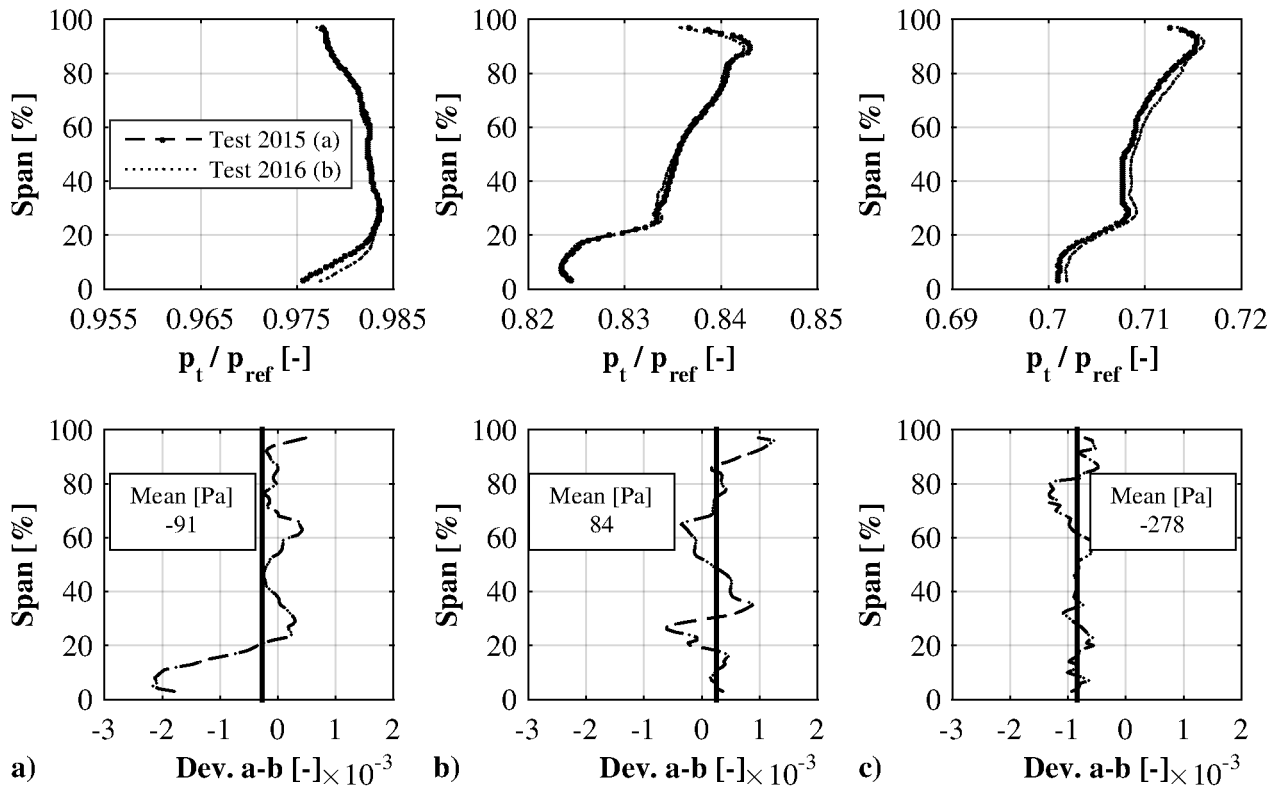 100
80
60
40
20
0
Span [%]
Test 2015 (a)
Test 2016 (b)
0.955 0.965 0.975 0.985
p_t / p_ref [-]
100
80
60
40
20
0
Span [%]
0.82 0.83 0.84 0.85
p_t / p_ref [-]
100
80
60
40
20
0
Span [%]
0.69 0.7 0.71 0.72
p_t / p_ref [-]
100
80
60
40
20
0
Span [%]
Mean [Pa]
-91
-3 -2 -1 0 1 2
a) Dev. a-b [-] ×10^-3
100
80
60
40
20
0
Span [%]
Mean [Pa]
84
-3 -2 -1 0 1 2
b) Dev. a-b [-] ×10^-3
100
80
60
40
20
0
Span [%]
Mean [Pa]
-278
-3 -2 -1 0 1 2
c) Dev. a-b [-] ×10^-3